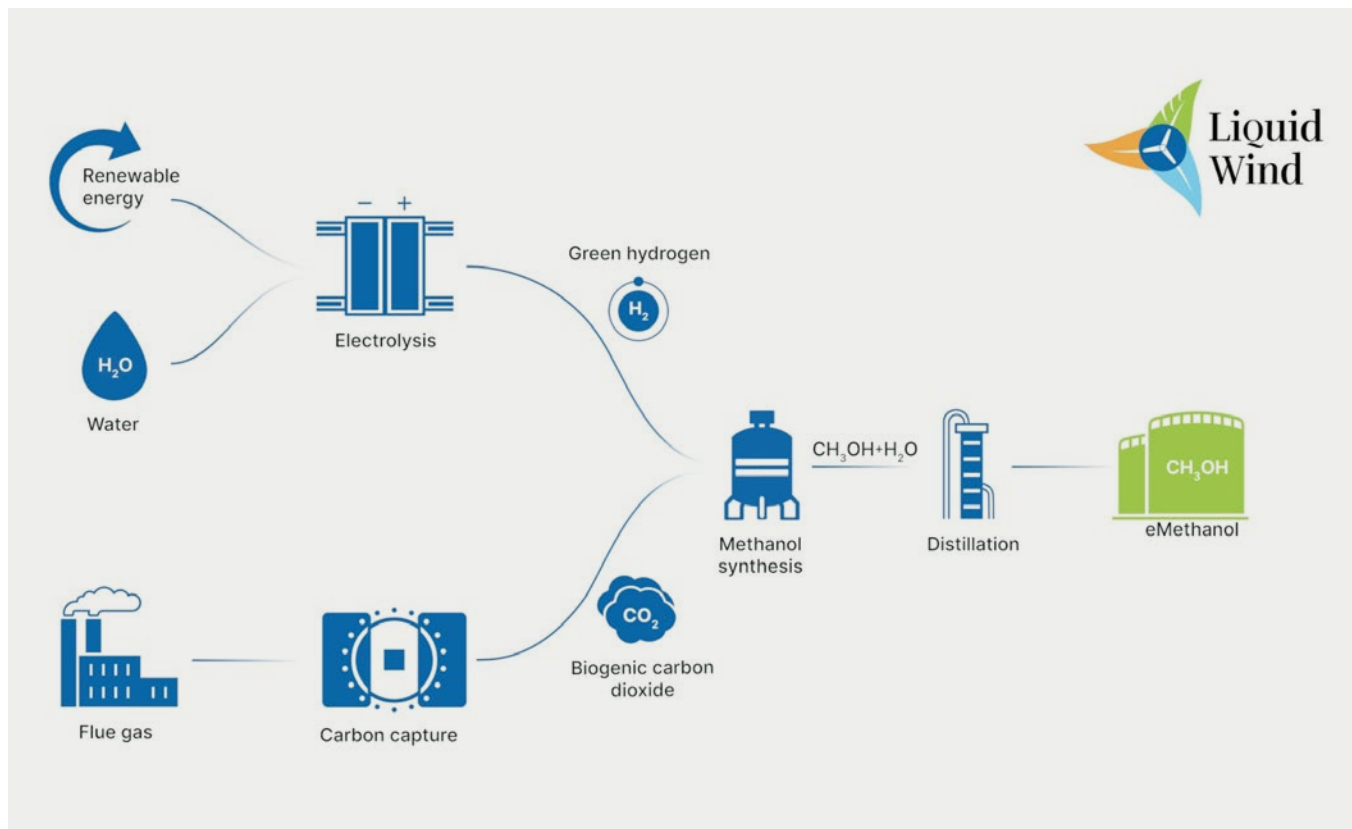 Liquid
Wind
Renewable
energy
− +
Electrolysis
H₂O
Water
Green hydrogen
H₂
Flue gas
Carbon capture
CO₂
Biogenic carbon
dioxide
Methanol
synthesis
CH₃OH+H₂O
Distillation
CH₃OH
eMethanol